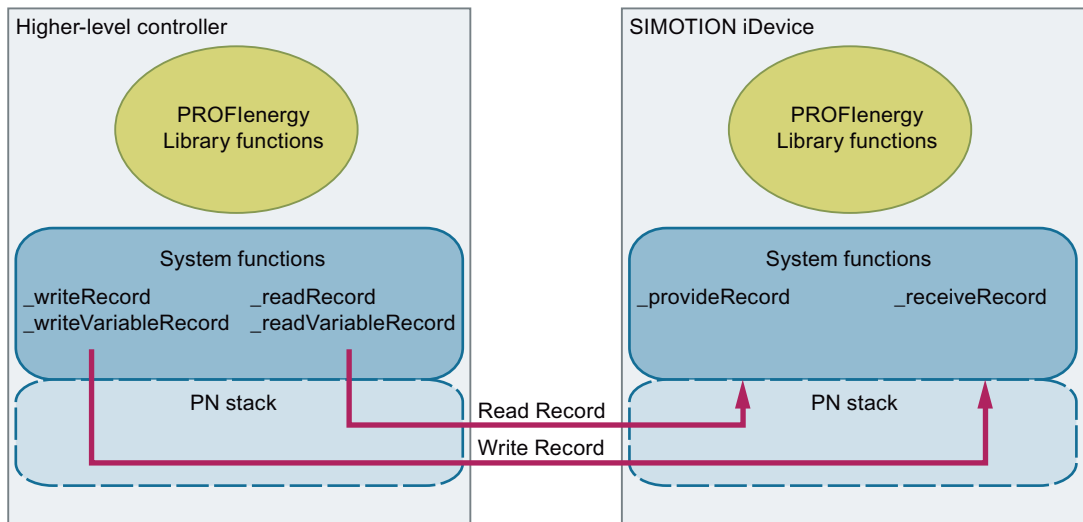 Higher-level controller
PROFIenergy
Library functions
System functions
_writeRecord
_readRecord
_writeVariableRecord
_readVariableRecord
PN stack
Read Record
Write Record
SIMOTION iDevice
PROFIenergy
Library functions
System functions
_provideRecord
_receiveRecord
PN stack